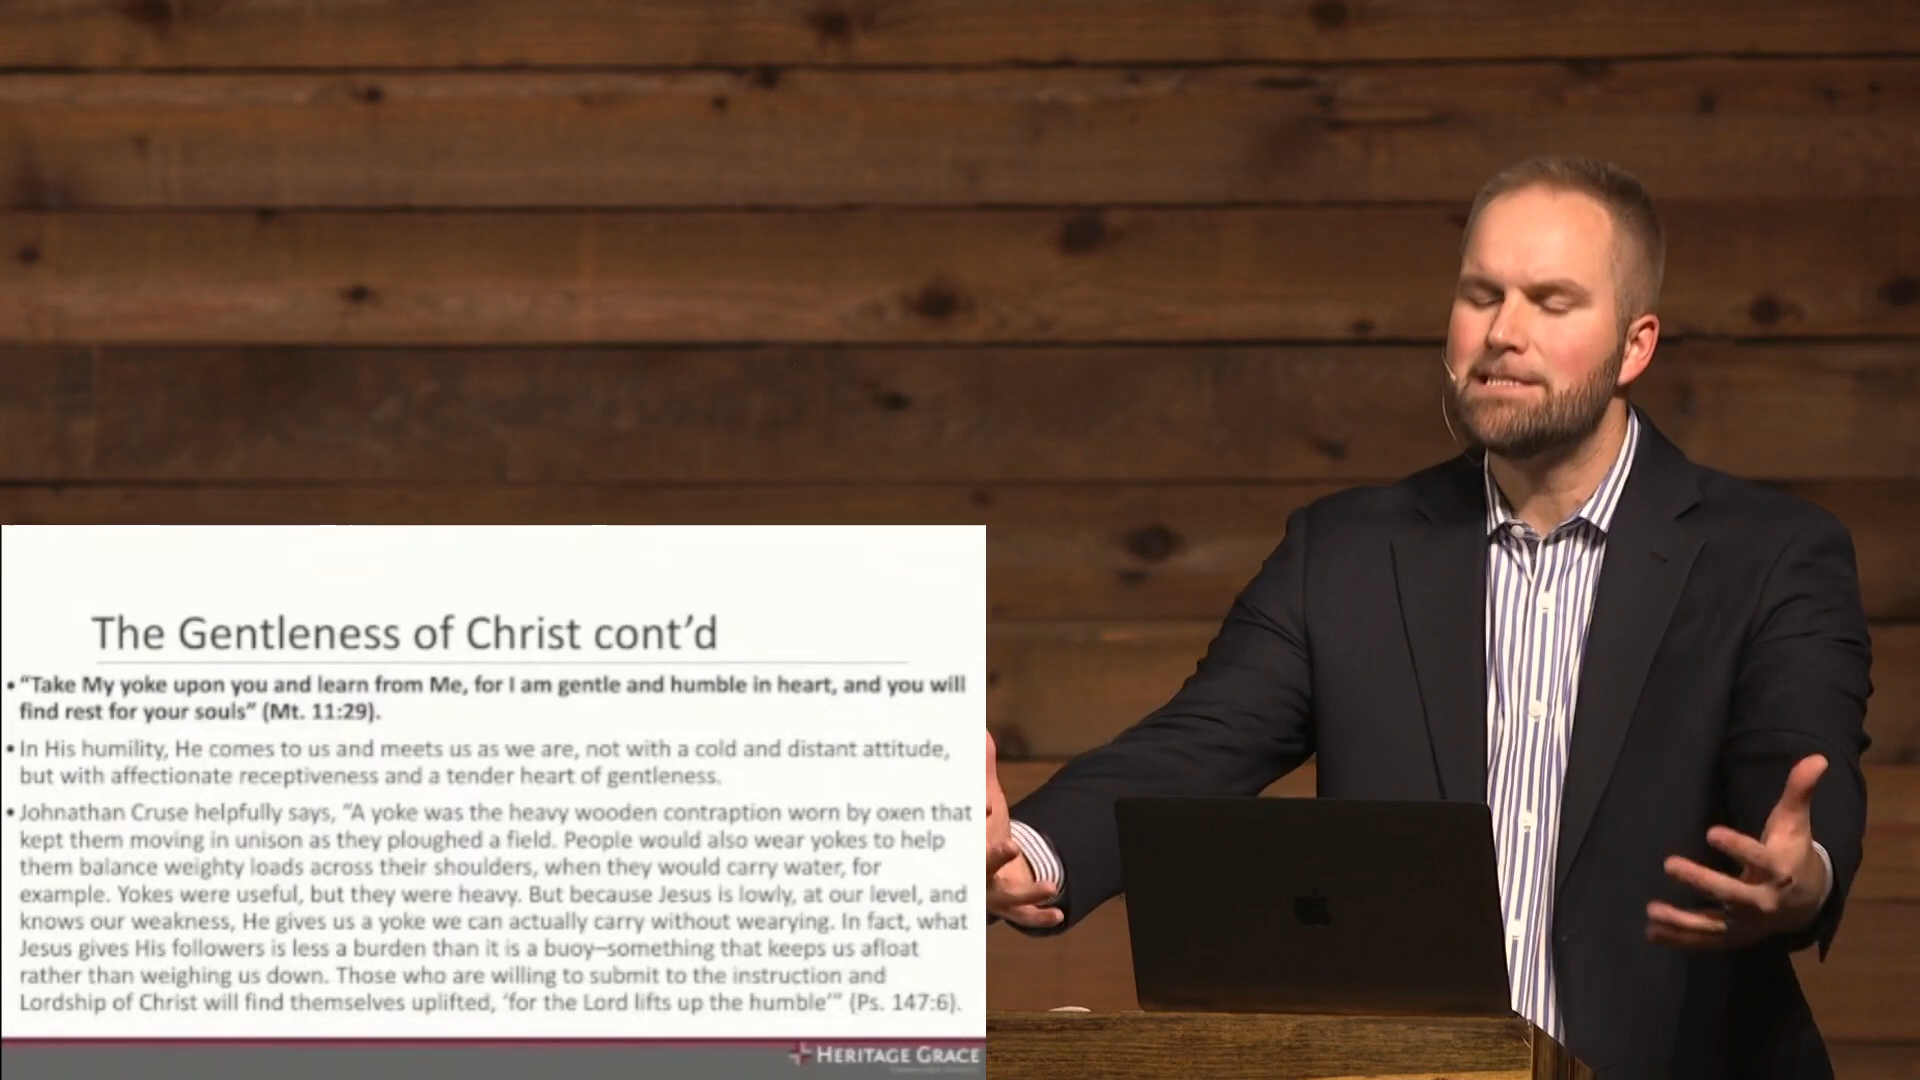 The Gentleness of Christ cont’d
• “Take My yoke upon you and learn from Me, for I am gentle and humble in heart, and you will
find rest for your souls” (Mt. 11:29).
• In His humility, He comes to us and meets us as we are, not with a cold and distant attitude,
but with affectionate receptiveness and a tender heart of gentleness.
• Johnathan Cruse helpfully says, “A yoke was the heavy wooden contraption worn by oxen that
kept them moving in unison as they ploughed a field. People would also wear yokes to help
them balance weighty loads across their shoulders, when they would carry water, for
example. Yokes were useful, but they were heavy. But because Jesus is lowly, at our level, and
knows our weakness, He gives us a yoke we can actually carry without wearying. In fact, what
Jesus gives His followers is less a burden than it is a buoy—something that keeps us afloat
rather than weighing us down. Those who are willing to submit to the instruction and
Lordship of Christ will find themselves uplifted, ‘for the Lord lifts up the humble’” (Ps. 147:6).
HERITAGE GRACE